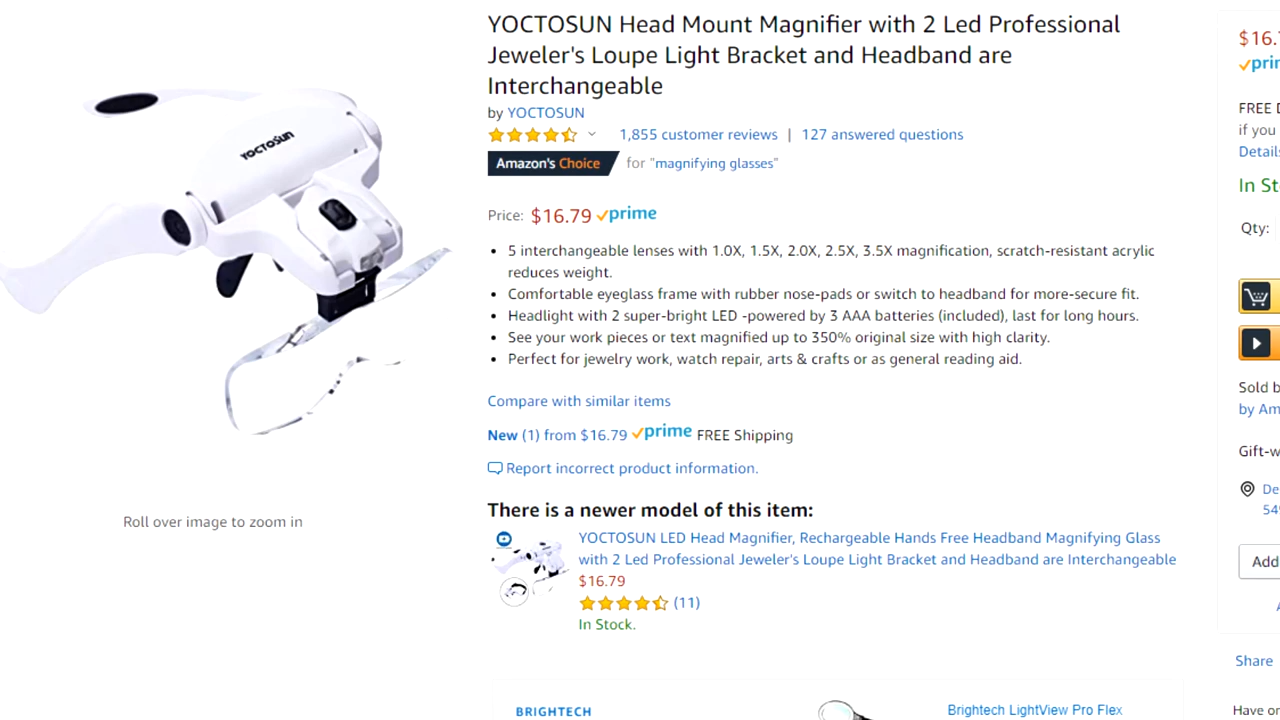 YOCTOSUN Head Mount Magnifier with 2 Led Professional
Jeweler's Loupe Light Bracket and Headband are
Interchangeable
by YOCTOSUN
1,855 customer reviews | 127 answered questions
Amazon's Choice for "magnifying glasses"
Price: $16.79 prime
• 5 interchangeable lenses with 1.0X, 1.5X, 2.0X, 2.5X, 3.5X magnification, scratch-resistant acrylic
reduces weight.
• Comfortable eyeglass frame with rubber nose-pads or switch to headband for more-secure fit.
• Headlight with 2 super-bright LED -powered by 3 AAA batteries (included), last for long hours.
• See your work pieces or text magnified up to 350% original size with high clarity.
• Perfect for jewelry work, watch repair, arts & crafts or as general reading aid.
Compare with similar items
New (1) from $16.79 prime FREE Shipping
Report incorrect product information.
There is a newer model of this item:
YOCTOSUN LED Head Magnifier, Rechargeable Hands Free Headband Magnifying Glass
with 2 Led Professional Jeweler's Loupe Light Bracket and Headband are Interchangeable
$16.79
(11)
In Stock.
BRIGHTECH
Brightech LightView Pro Flex
YOCTOSUN
Roll over image to zoom in
$16.
prim
FREE D
if you
Details
In St
Qty:
Sold b
by Am
Gift-w
De
549
Add
Share
Have o